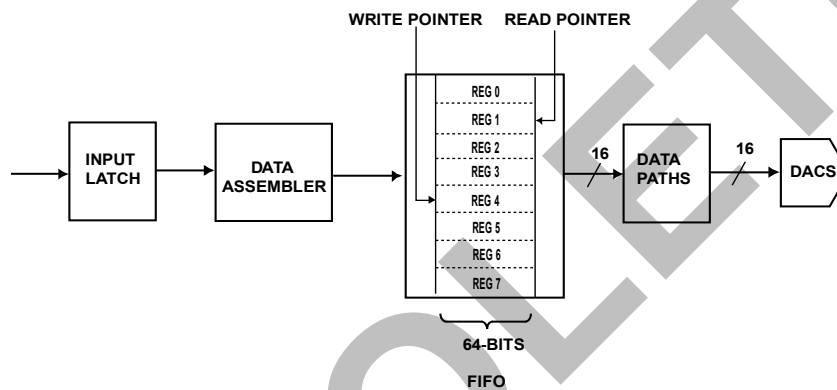 WRITE POINTER
READ POINTER
INPUT
LATCH
DATA
ASSEMBLER
REG 0
REG 1
REG 2
REG 3
REG 4
REG 5
REG 6
REG 7
16
DATA
PATHS
16
DACS
64-BITS
FIFO
OLET